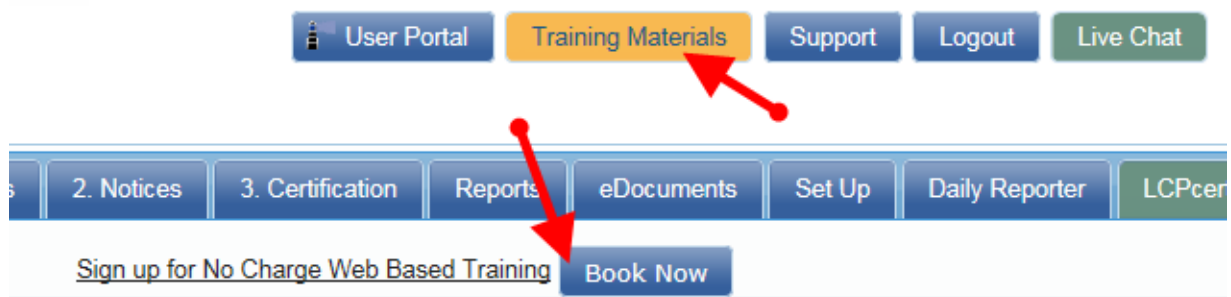 User Portal Training Materials Support Logout Live Chat
2. Notices 3. Certification Reports eDocuments Set Up Daily Reporter LCPcer
Sign up for No Charge Web Based Training Book Now